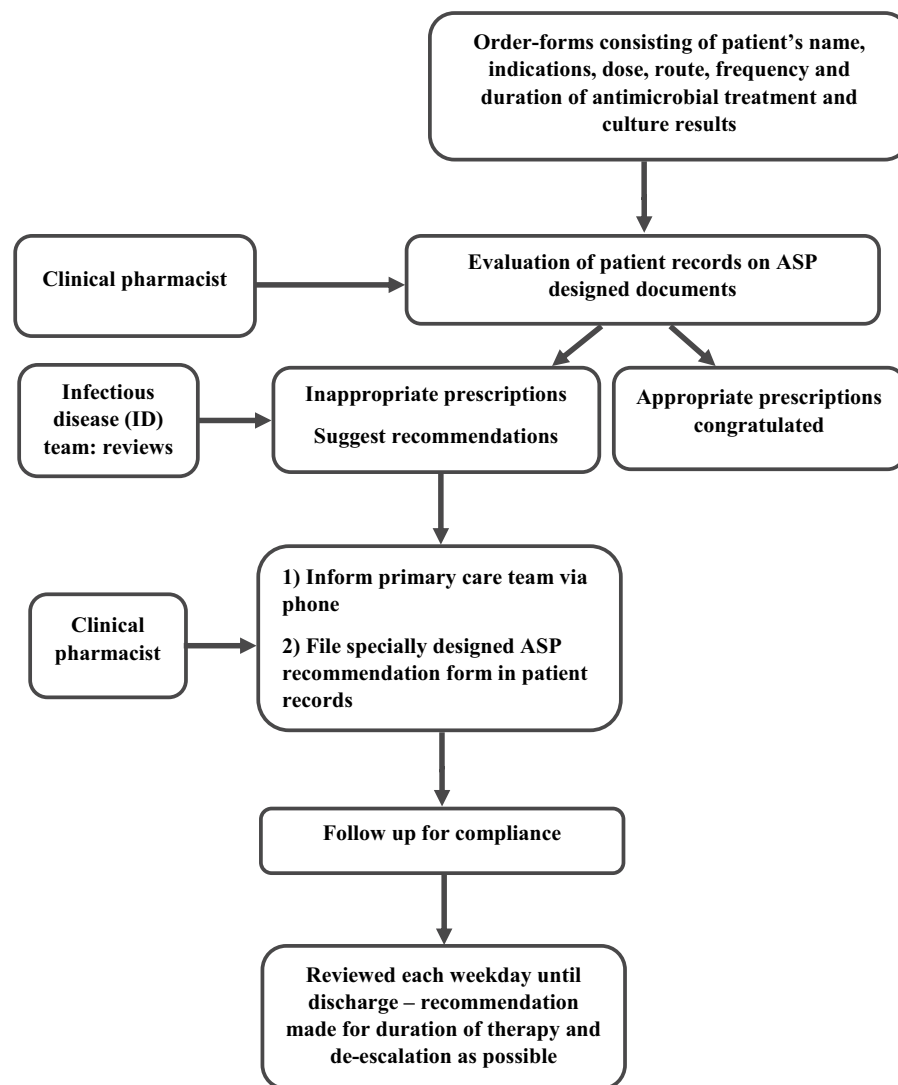 Order-forms consisting of patient’s name,
indications, dose, route, frequency and
duration of antimicrobial treatment and
culture results
Clinical pharmacist
Evaluation of patient records on ASP
designed documents
Infectious
disease (ID)
team: reviews
Inappropriate prescriptions
Suggest recommendations
Appropriate prescriptions
congratulated
Clinical
pharmacist
1) Inform primary care team via
phone
2) File specially designed ASP
recommendation form in patient
records
Follow up for compliance
Reviewed each weekday until
discharge – recommendation
made for duration of therapy and
de-escalation as possible